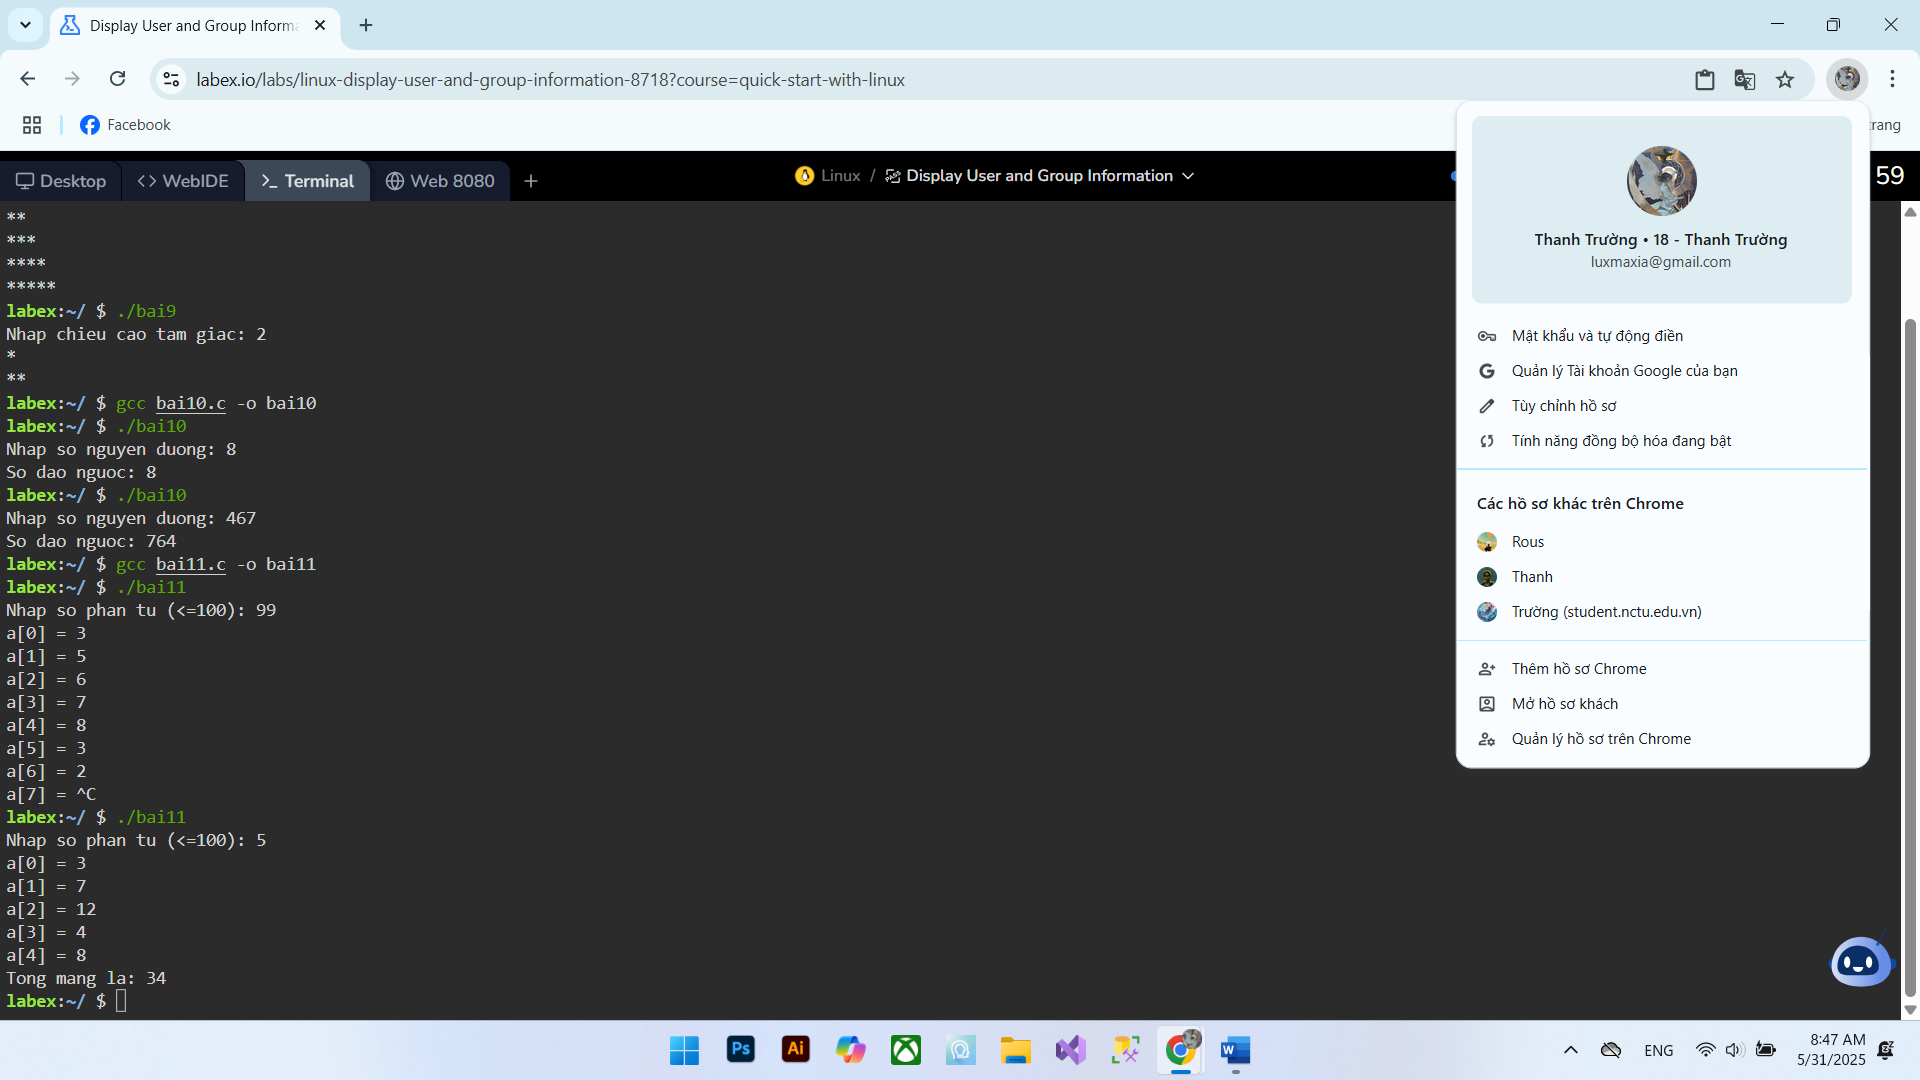 Display User and Group Informa
labex.io/labs/linux-display-user-and-group-information-8718?course=quick-start-with-linux
Facebook
trang
Desktop
WebIDE
Terminal
Web 8080
Linux / Display User and Group Information
59
**
***
****
*****
labex:~/ $ ./bai9
Nhap chieu cao tam giac: 2
*
**
labex:~/ $ gcc bai10.c -o bai10
labex:~/ $ ./bai10
Nhap so nguyen duong: 8
So dao nguoc: 8
labex:~/ $ ./bai10
Nhap so nguyen duong: 467
So dao nguoc: 764
labex:~/ $ gcc bai11.c -o bai11
labex:~/ $ ./bai11
Nhap so phan tu (<=100): 99
a[0] = 3
a[1] = 5
a[2] = 6
a[3] = 7
a[4] = 8
a[5] = 3
a[6] = 2
a[7] = ^C
labex:~/ $ ./bai11
Nhap so phan tu (<=100): 5
a[0] = 3
a[1] = 7
a[2] = 12
a[3] = 4
a[4] = 8
Tong mang la: 34
labex:~/ $
Thanh Trường • 18 - Thanh Trường
luxmaxia@gmail.com
Mật khẩu và tự động điền
Quản lý Tài khoản Google của bạn
Tùy chỉnh hồ sơ
Tính năng đồng bộ hóa đang bật
Các hồ sơ khác trên Chrome
Rous
Thanh
Trường (student.nctu.edu.vn)
Thêm hồ sơ Chrome
Mở hồ sơ khách
Quản lý hồ sơ trên Chrome
Ps
Ai
W
ENG
8:47 AM
5/31/2025